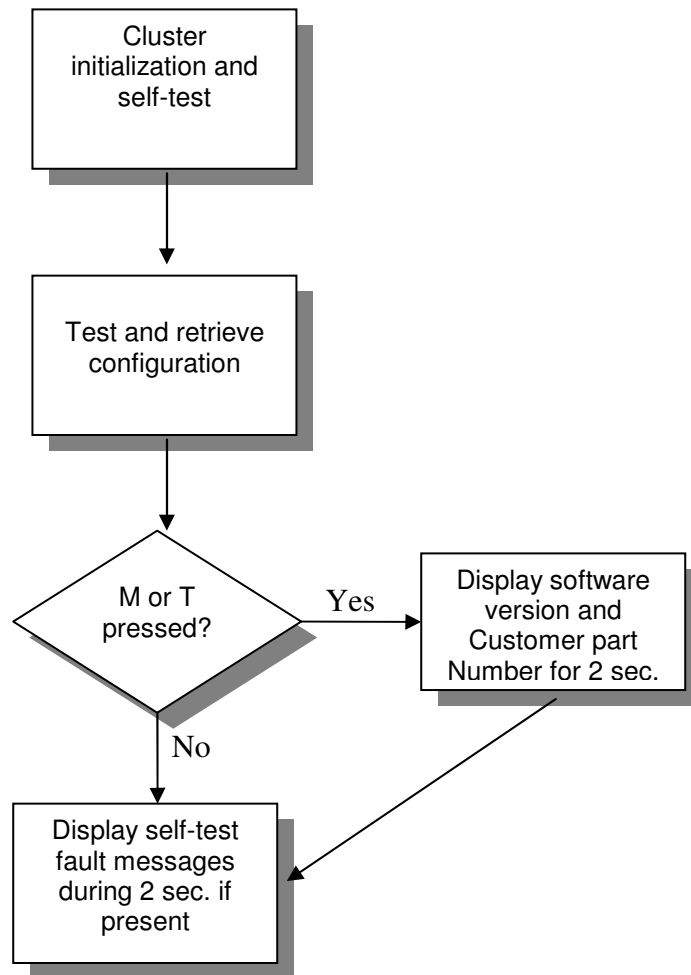 Cluster
initialization and
self-test
Test and retrieve
configuration
M or T
pressed?
Yes
Display software
version and
Customer part
Number for 2 sec.
No
Display self-test
fault messages
during 2 sec. if
present